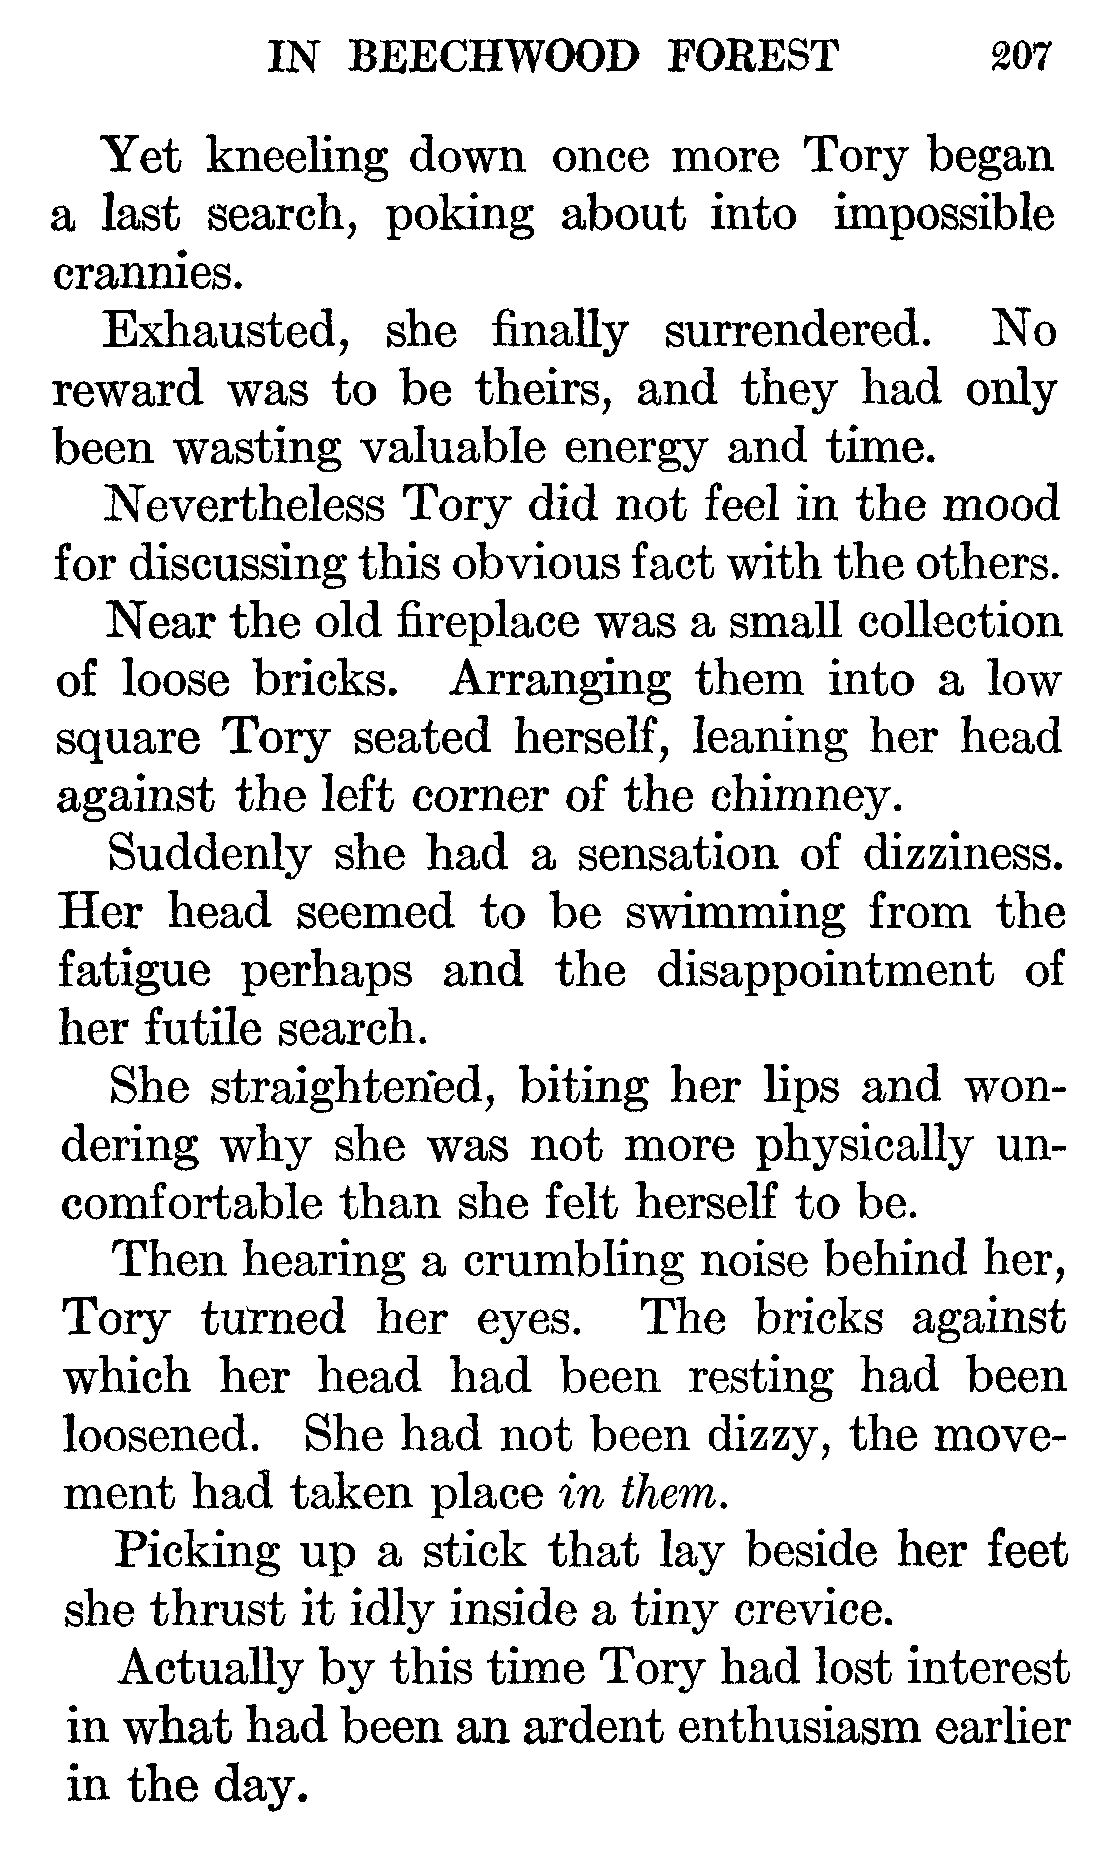 IN BEECHWOOD FOREST 207
Yet kneeling down once more Tory began
a last search, poking about into impossible
crannies.
Exhausted, she finally surrendered. No
reward was to be theirs, and they had only
been wasting valuable energy and time.
Nevertheless Tory did not feel in the mood
for discussing this obvious fact with the others.
Near the old fireplace was a small collection
of loose bricks. Arranging them into a low
square Tory seated herself, leaning her head
against the left corner of the chimney.
Suddenly she had a sensation of dizziness.
Her head seemed to be swimming from the
fatigue perhaps and the disappointment of
her futile search.
She straightened, biting her lips and won-
dering why she was not more physically un-
comfortable than she felt herself to be.
Then hearing a crumbling noise behind her,
Tory turned her eyes. The bricks against
which her head had been resting had been
loosened. She had not been dizzy, the move-
ment had taken place in them.
Picking up a stick that lay beside her feet
she thrust it idly inside a tiny crevice.
Actually by this time Tory had lost interest
in what had been an ardent enthusiasm earlier
in the day.